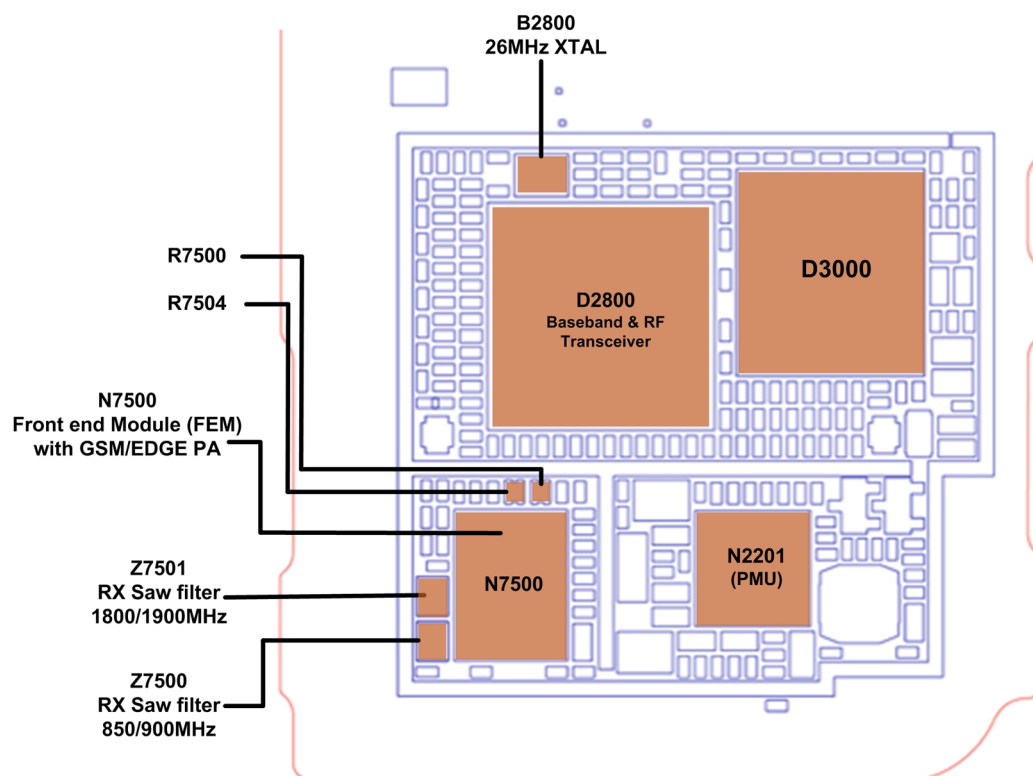 B2800
26MHz XTAL
R7500
R7504
D2800
Baseband & RF
Transceiver
D3000
N7500
Front end Module (FEM)
with GSM/EDGE PA
Z7501
RX Saw filter
1800/1900MHz
N7500
N2201
(PMU)
Z7500
RX Saw filter
850/900MHz